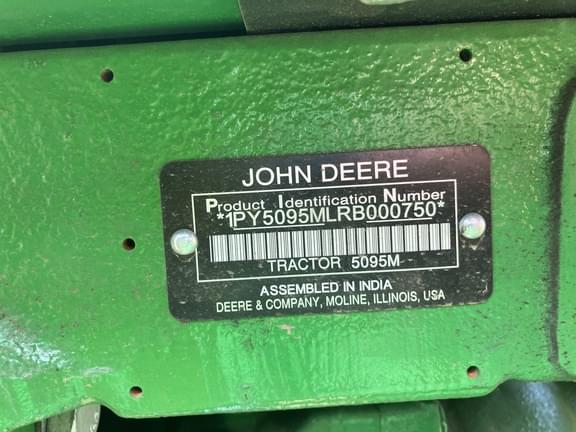 JOHN DEERE
Product Identification Number
*1PY5095MLRB000750*
TRACTOR 5095M
ASSEMBLED IN INDIA
DEERE & COMPANY, MOLINE, ILLINOIS, USA